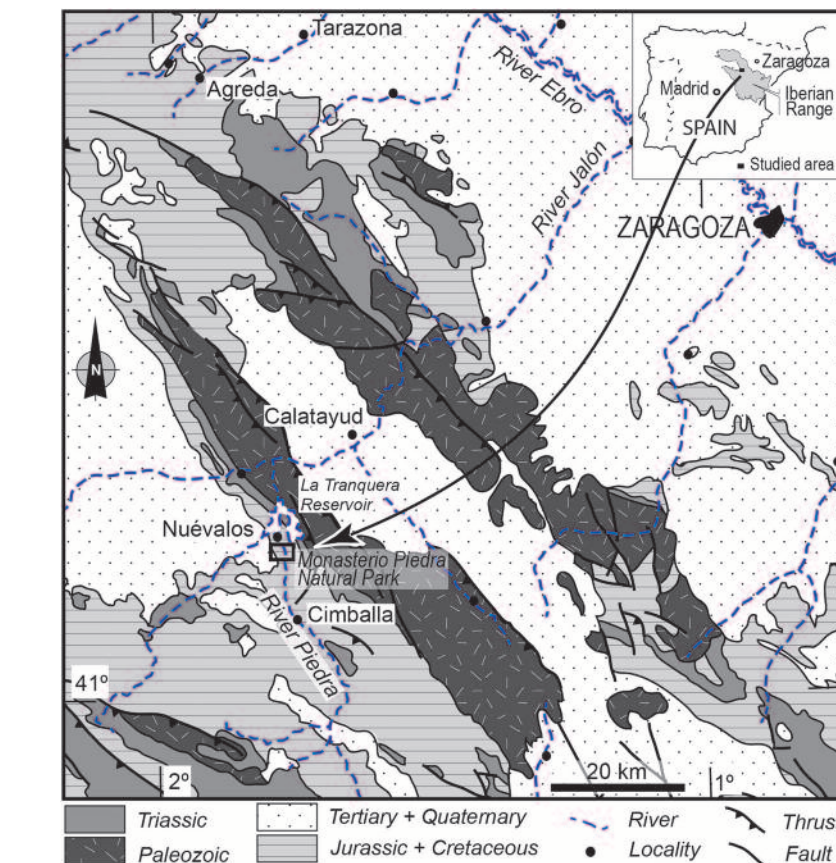 Tarazona
Agreda
River Ebro
River Jalón
Zaragoza
Madrid
Iberian
Range
SPAIN
Studied area
ZARAGOZA
N
Calatayud
La Tranquera
Reservoir
Nuévalos
Monasterio Piedra
Natural Park
Cimballa
River Piedra
41º
2º
20 km
1º
Triassic
Tertiary + Quaternary
River
Thrus
Paleozoic
Jurassic + Cretaceous
Locality
Fault